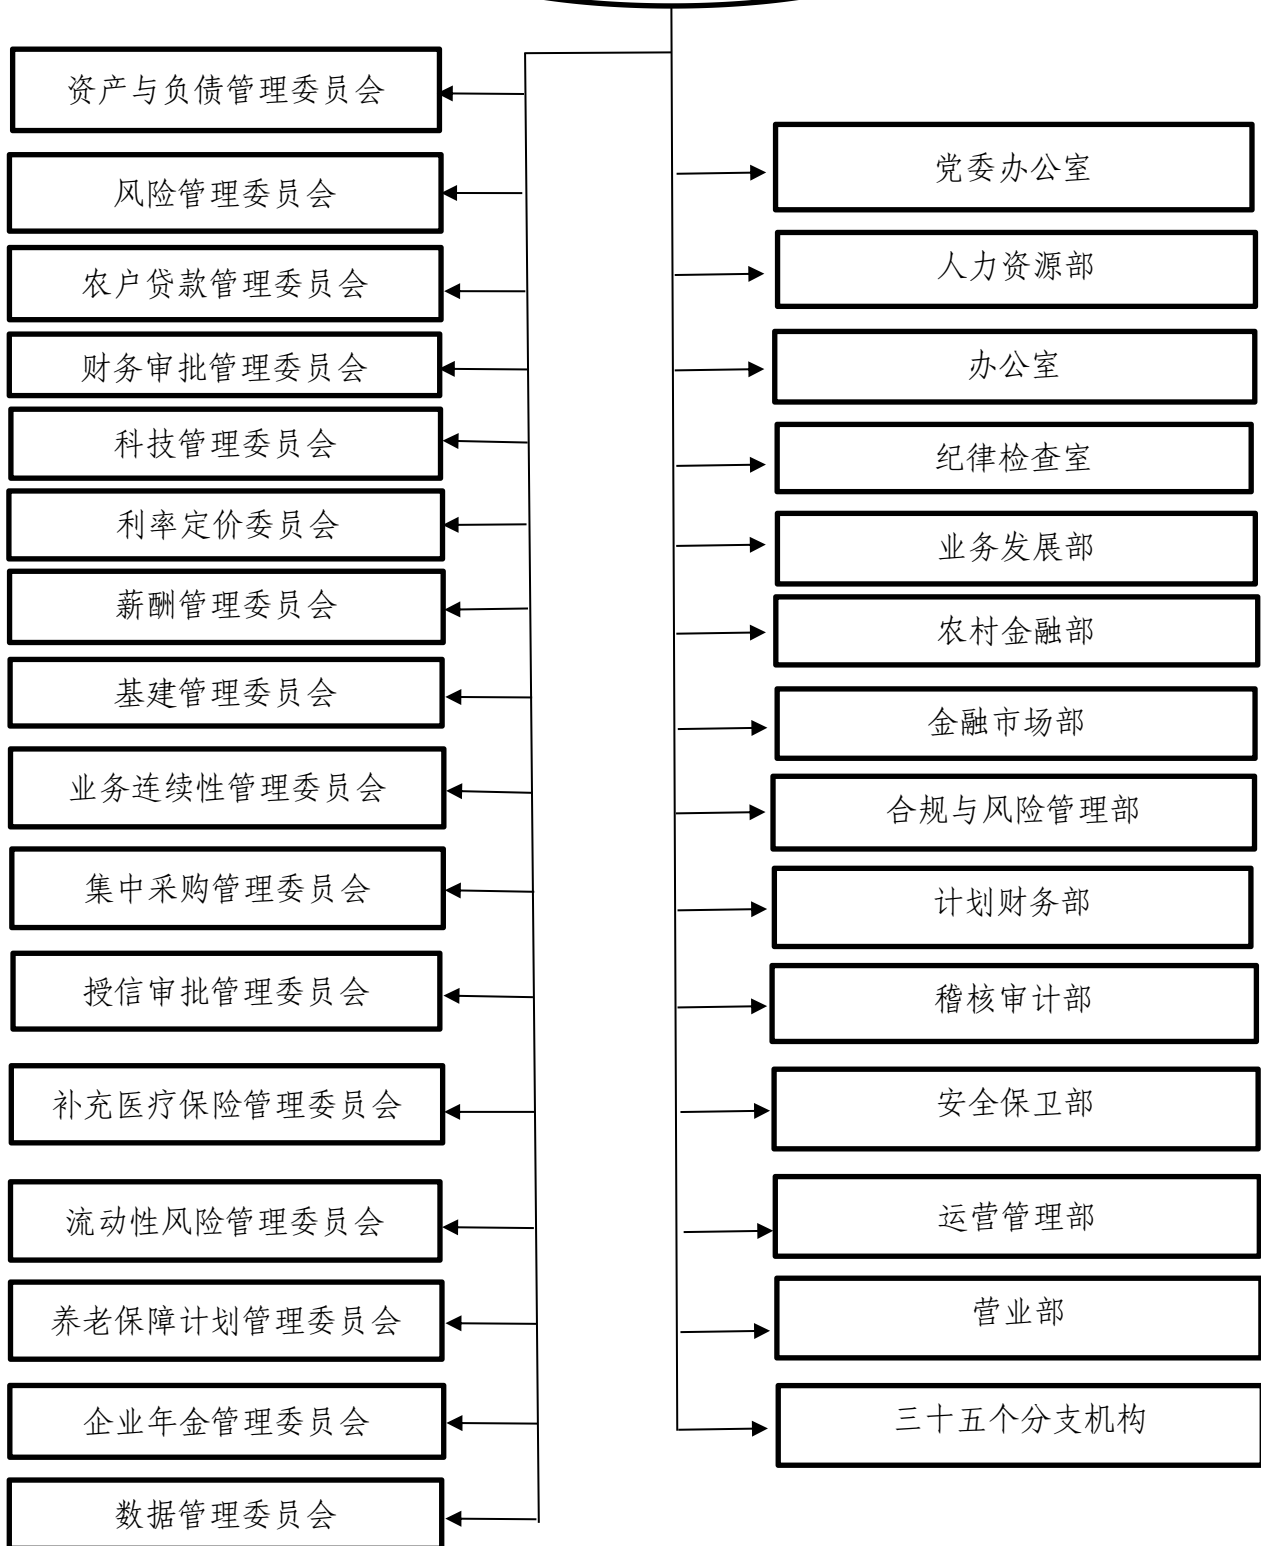 资产与负债管理委员会
风险管理委员会
农户贷款管理委员会
财务审批管理委员会
科技管理委员会
利率定价委员会
薪酬管理委员会
基建管理委员会
业务连续性管理委员会
集中采购管理委员会
授信审批管理委员会
补充医疗保险管理委员会
流动性风险管理委员会
养老保障计划管理委员会
企业年金管理委员会
数据管理委员会
党委办公室
人力资源部
办公室
纪律检查室
业务发展部
农村金融部
金融市场部
合规与风险管理部
计划财务部
稽核审计部
安全保卫部
运营管理部
营业部
三十五个分支机构